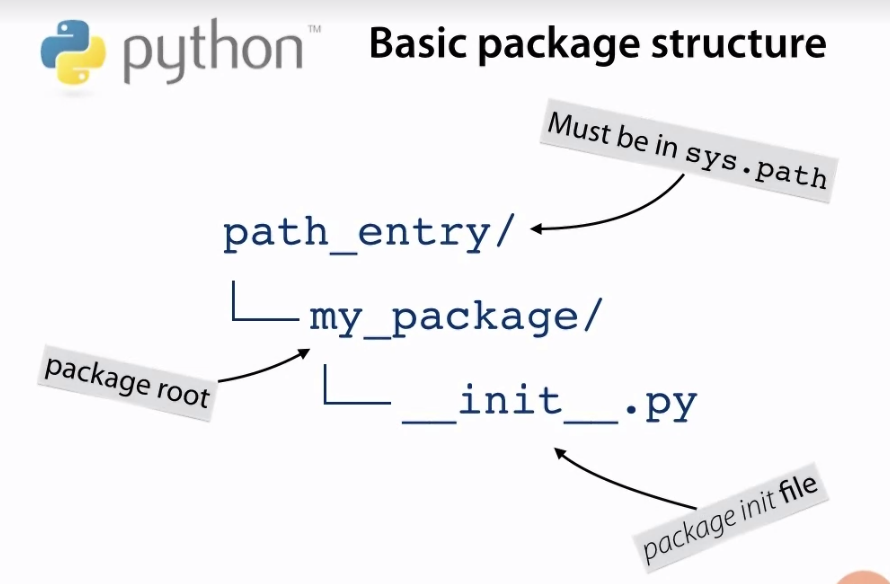 python™
Basic package structure
Must be in sys.path
path_entry/
my_package/
package root
__init__.py
package init file